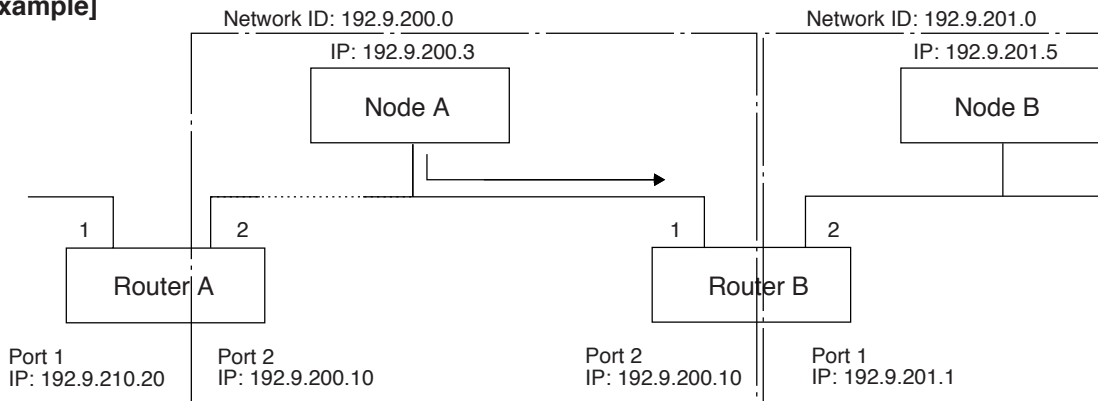 xample]
Network ID: 192.9.200.0
Network ID: 192.9.201.0
IP: 192.9.200.3
IP: 192.9.201.5
Node A
Node B
1
2
1
2
Router A
Router B
Port 1
IP: 192.9.210.20
Port 2
IP: 192.9.200.10
Port 2
IP: 192.9.200.10
Port 1
IP: 192.9.201.1